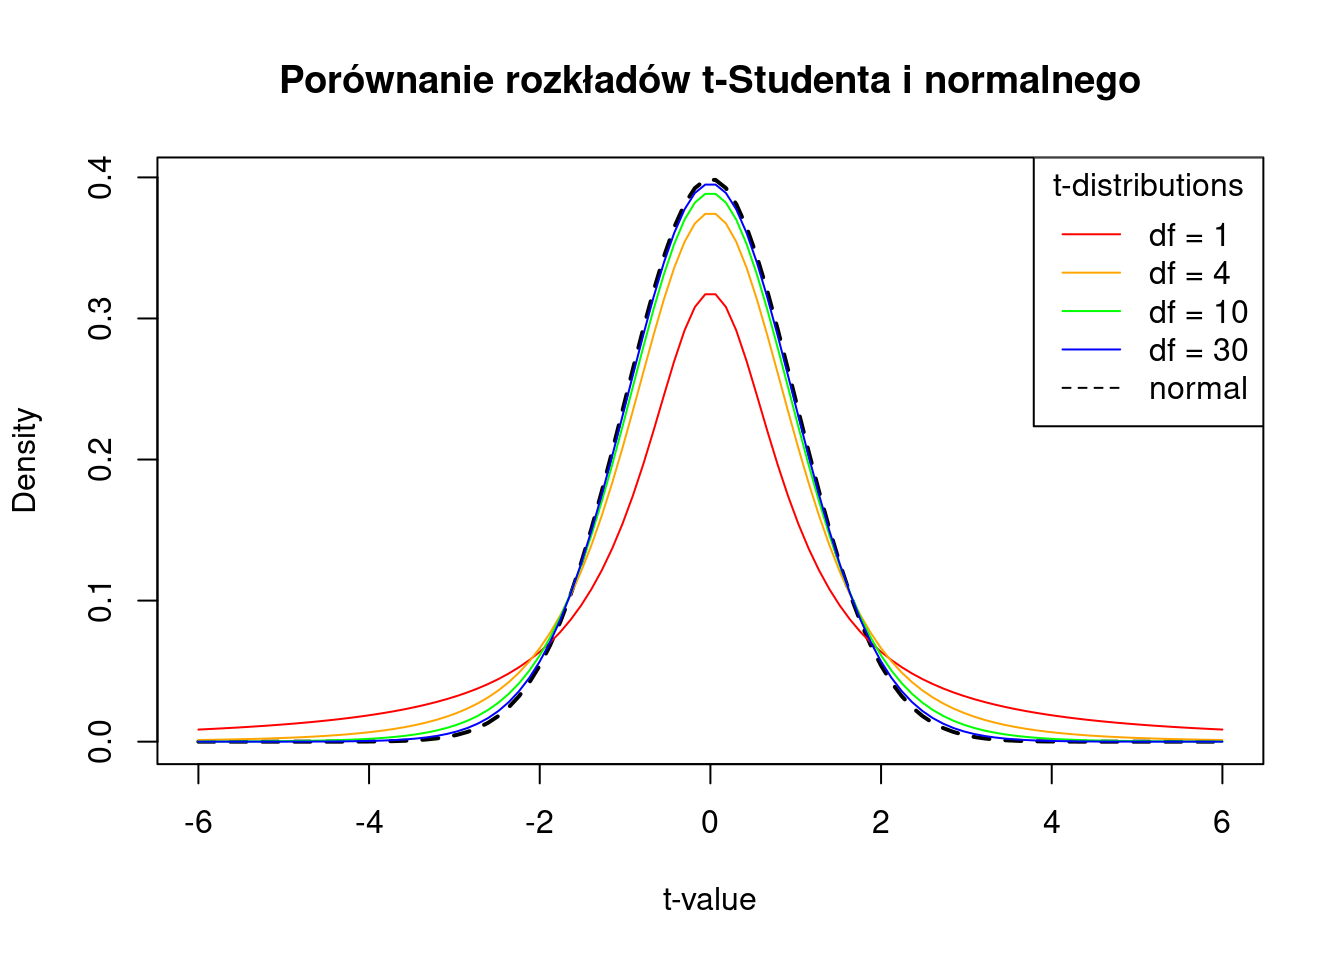 Porównanie rozkładów t-Studenta i normalnego
t-distributions
df = 1
df = 4
df = 10
df = 30
normal
Density
0.4
0.3
0.2
0.1
0.0
-6 -4 -2 0 2 4 6
t-value